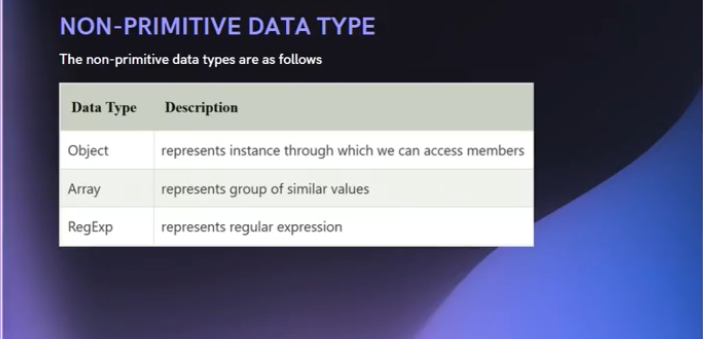 NON-PRIMITIVE DATA TYPE
The non-primitive data types are as follows
Data Type Description
Object represents instance through which we can access members
Array represents group of similar values
RegExp represents regular expression